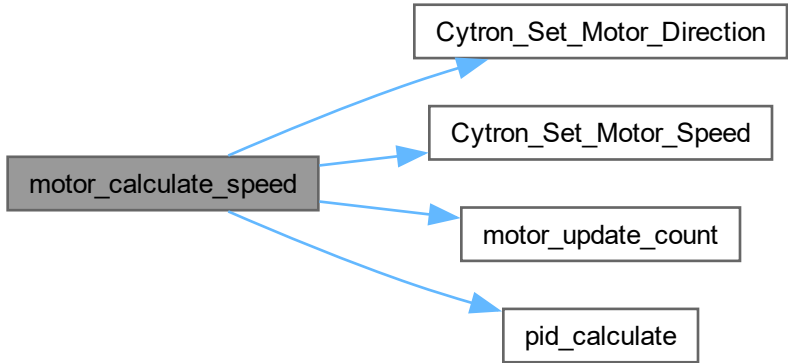 Cytron_Set_Motor_Direction
Cytron_Set_Motor_Speed
motor_calculate_speed
motor_update_count
pid_calculate